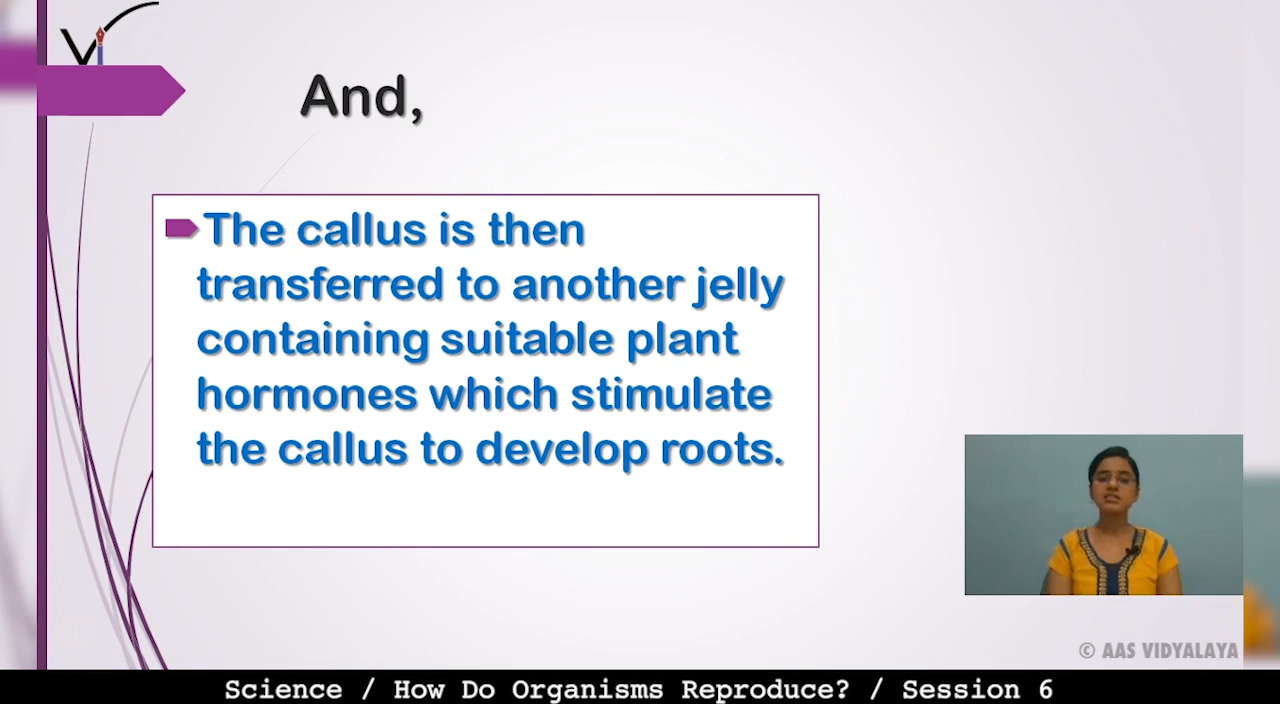 Vi
And,
The callus is then
transferred to another jelly
containing suitable plant
hormones which stimulate
the callus to develop roots.
© AAS VIDYALAYA
Science / How Do Organisms Reproduce? / Session 6